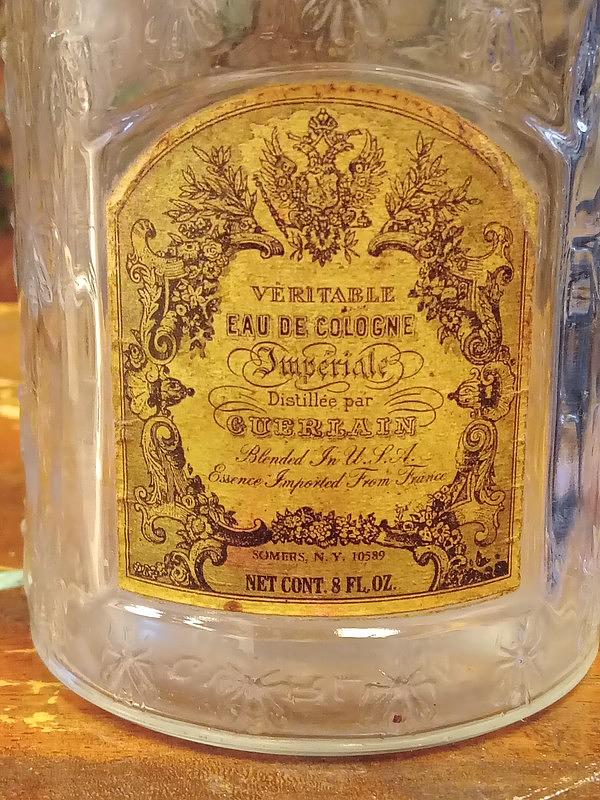 VÉRITABLE
EAU DE COLOGNE
Impériale
Distillée par
GUERLAIN
Blended In U.S.A.
Essence Imported From France
SOMERS, N.Y. 10589
NET CONT. 8 FL. OZ.